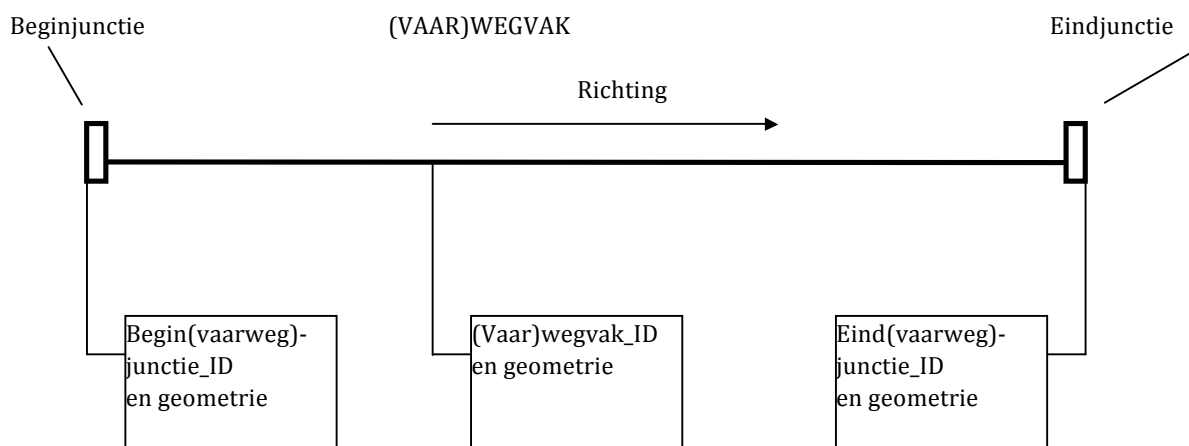 Beginjunctie
(VAAR)WEGVAK
Eindjunctie
Richting
Begin(vaarweg)-
junctie_ID
en geometrie
(Vaar)wegvak_ID
en geometrie
Eind(vaarweg)-
junctie_ID
en geometrie